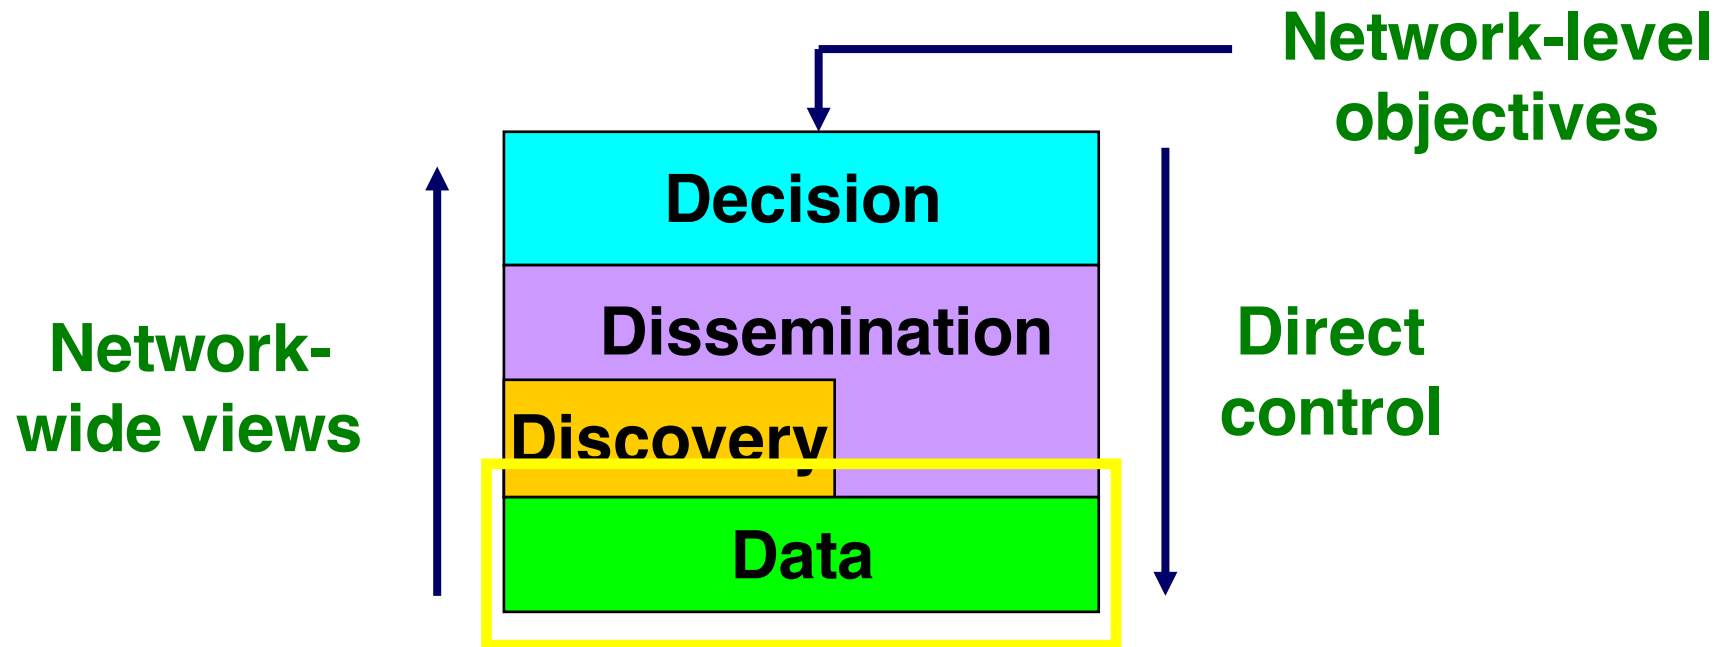 Network-level
objectives
Decision
Dissemination
Network-
wide views
Direct
control
Discovery
Data